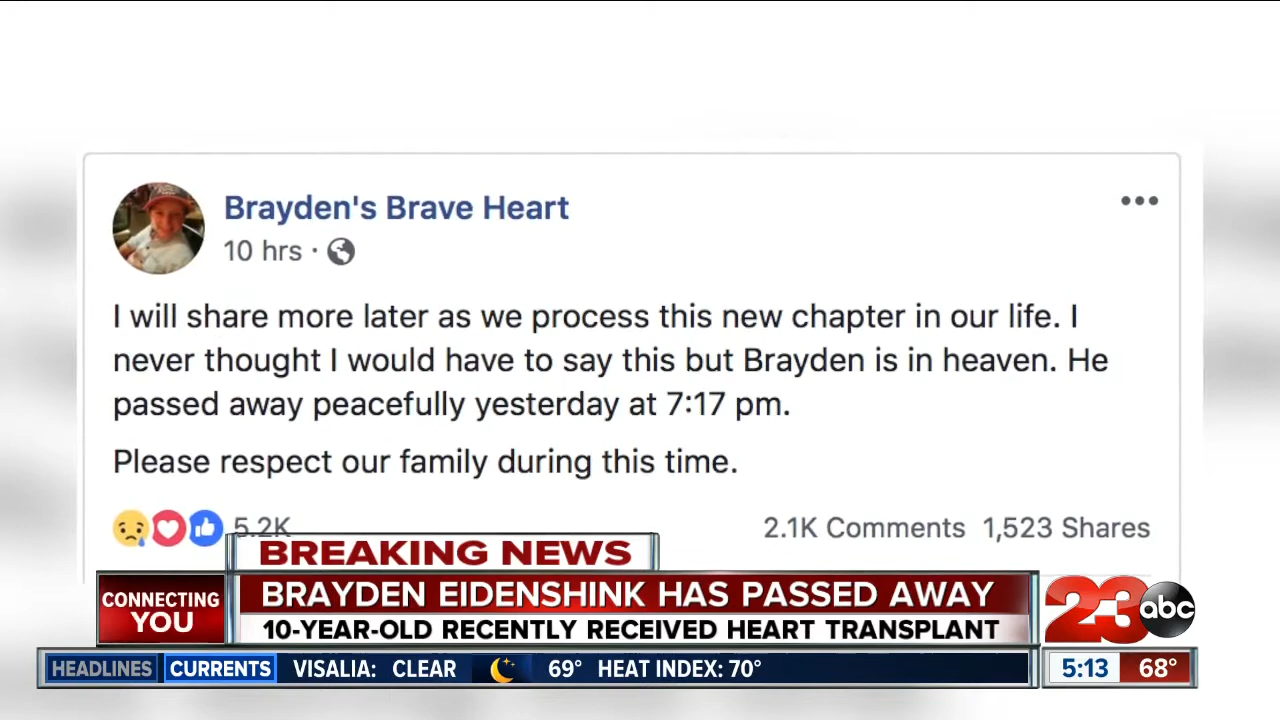 Brayden's Brave Heart
10 hrs ·
I will share more later as we process this new chapter in our life. I
never thought I would have to say this but Brayden is in heaven. He
passed away peacefully yesterday at 7:17 pm.
Please respect our family during this time.
5.2K
2.1K Comments 1,523 Shares
BREAKING NEWS
CONNECTING
YOU
BRAYDEN EIDENSHINK HAS PASSED AWAY
10-YEAR-OLD RECENTLY RECEIVED HEART TRANSPLANT
23 abc
HEADLINES CURRENTS VISALIA: CLEAR 69° HEAT INDEX: 70°
5:13 68°